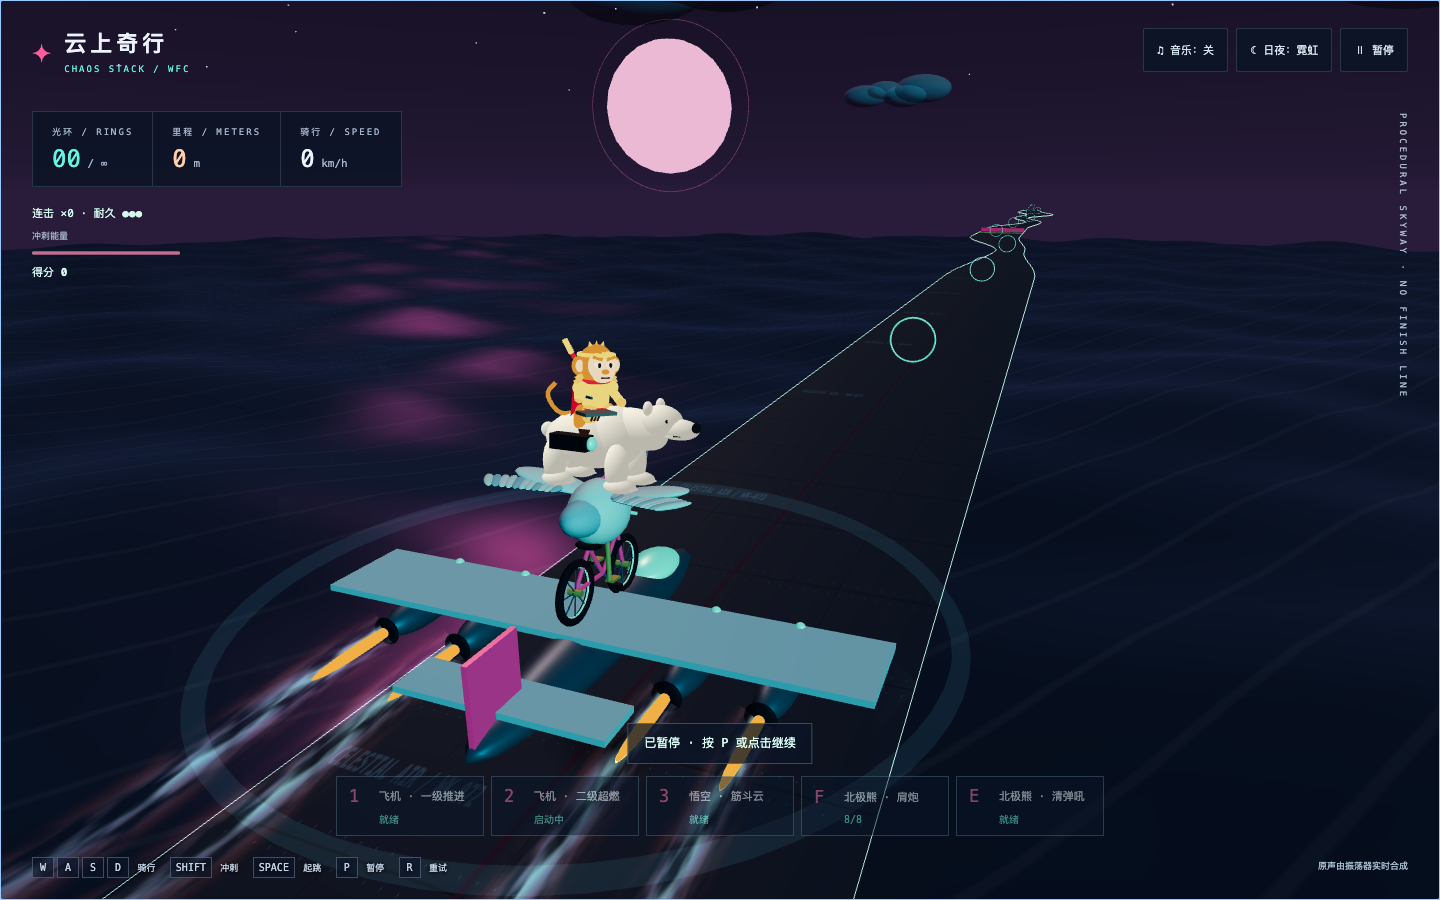 云上奇行
CHAOS STACK / WFC
♫ 音乐: 关
☾ 日夜: 霓虹
⏸ 暂停
光环 / RINGS
00 / ∞
里程 / METERS
0 m
骑行 / SPEED
0 km/h
连击 ×0 · 耐久 ●●●
冲刺能量
得分 0
PROCEDURAL SKYWAY · NO FINISH LINE
已暂停 · 按 P 或点击继续
1 飞机 · 一级推进
就绪
2 飞机 · 二级超燃
启动中
3 悟空 · 筋斗云
就绪
F 北极熊 · 肩炮
8/8
E 北极熊 · 清弹吼
就绪
W A S D 骑行 SHIFT 冲刺 SPACE 起跳 P 暂停 R 重试
原声由振荡器实时合成